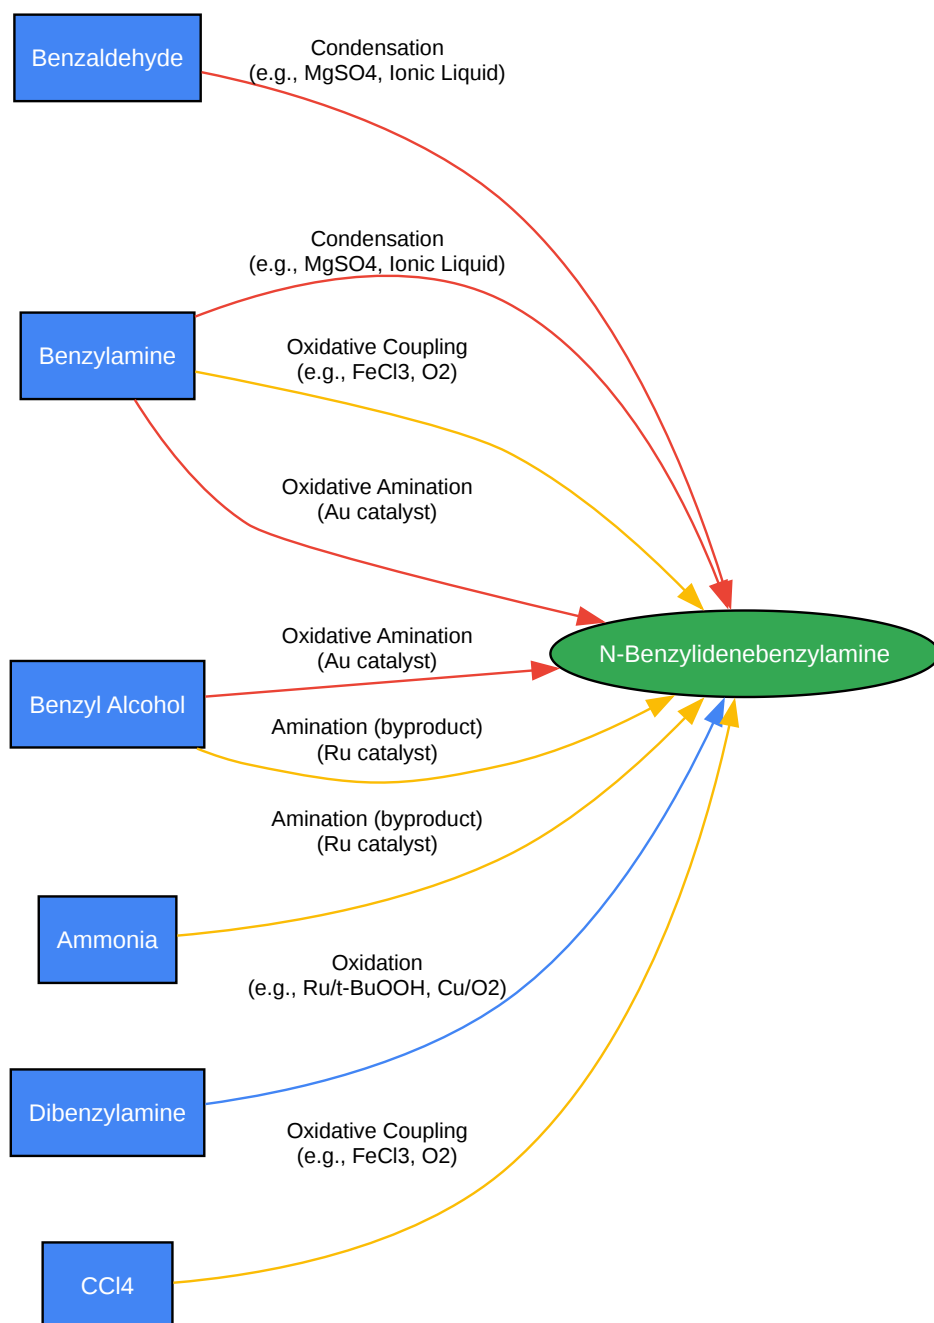 Benzaldehyde
Condensation
(e.g., MgSO4, Ionic Liquid)
Condensation
(e.g., MgSO4, Ionic Liquid)
Benzylamine
Oxidative Coupling
(e.g., FeCl3, O2)
Oxidative Amination
(Au catalyst)
Oxidative Amination
(Au catalyst)
N-Benzylidenebenzylamine
Benzyl Alcohol
Amination (byproduct)
(Ru catalyst)
Amination (byproduct)
(Ru catalyst)
Ammonia
Oxidation
(e.g., Ru/t-BuOOH, Cu/O2)
Dibenzylamine
Oxidative Coupling
(e.g., FeCl3, O2)
CCl4